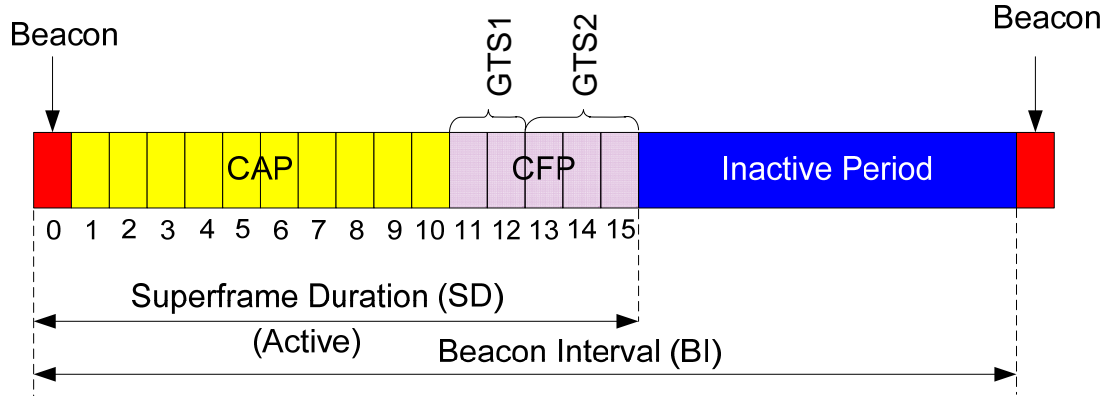 Beacon
GTS1
GTS2
Beacon
CAP
CFP
Inactive Period
0 1 2 3 4 5 6 7 8 9 10 11 12 13 14 15
Superframe Duration (SD)
(Active)
Beacon Interval (BI)